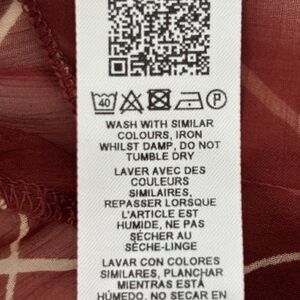 40 P
WASH WITH SIMILAR
COLOURS, IRON
WHILST DAMP, DO NOT
TUMBLE DRY
LAVER AVEC DES
COULEURS
SIMILAIRES,
REPASSER LORSQUE
L'ARTICLE EST
HUMIDE, NE PAS
SÉCHER AU
SÈCHE-LINGE
LAVAR CON COLORES
SIMILARES, PLANCHAR
MIENTRAS ESTÁ
HÚMEDO, NO SECAR EN